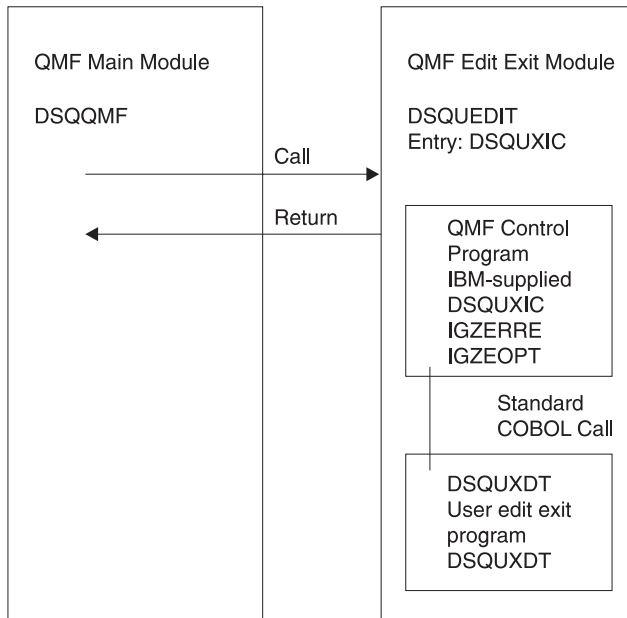 QMF Main Module
DSQQMF
Call
Return
QMF Edit Exit Module
DSQUEDIT
Entry: DSQUXIC
QMF Control
Program
IBM-supplied
DSQUXIC
IGZERRE
IGZEOPT
Standard
COBOL Call
DSQUXDT
User edit exit
program
DSQUXDT